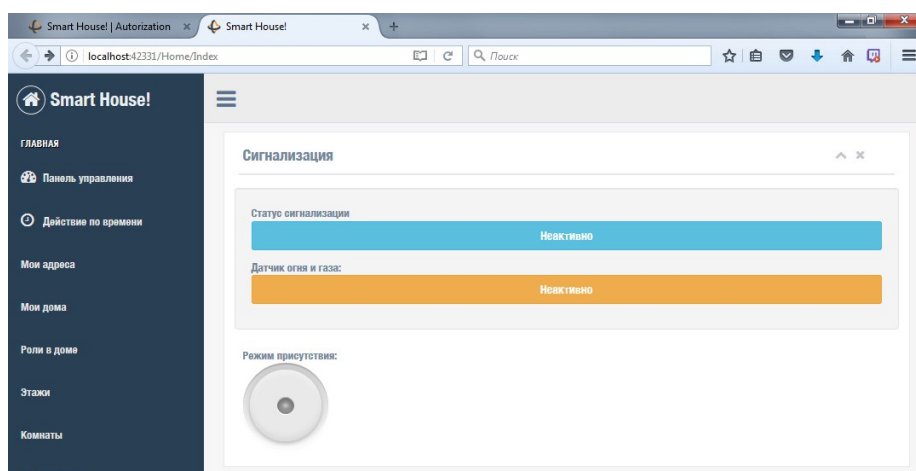 Smart House! | Autorization
Smart House!
localhost:42331/Home/Index
Поиск
Smart House!
ГЛАВНАЯ
Панель управления
Действие по времени
Мои адреса
Мои дома
Роли в доме
Этажи
Комнаты
Сигнализация
Статус сигнализации
Неактивно
Датчик огня и газа:
Неактивно
Режим присутствия: